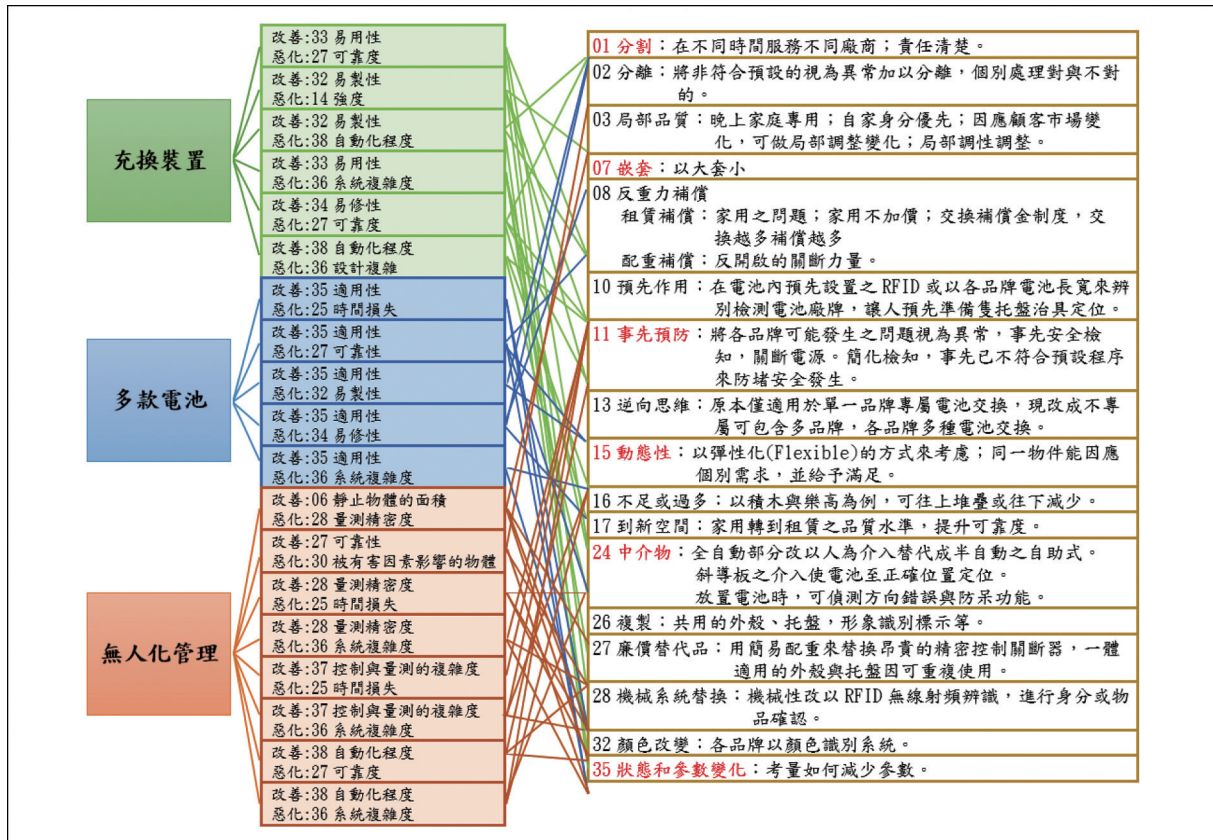 充換裝置
改善:33 易用性
惡化:27 可靠度
改善:32 易製性
惡化:14 強度
改善:32 易製性
惡化:38 自動化程度
改善:33 易用性
惡化:36 系統複雜度
改善:34 易修性
惡化:27 可靠度
改善:38 自動化程度
惡化:36 設計複雜
多款電池
改善:35 適用性
惡化:25 時間損失
改善:35 適用性
惡化:27 可靠性
改善:35 適用性
惡化:32 易製性
改善:35 適用性
惡化:34 易修性
改善:35 適用性
惡化:36 系統複雜度
無人化管理
改善:06 靜止物體的面積
惡化:28 量測精密度
改善:27 可靠性
惡化:30 被有害因素影響的物體
改善:28 量測精密度
惡化:25 時間損失
改善:28 量測精密度
惡化:36 系統複雜度
改善:37 控制與量測的複雜度
惡化:25 時間損失
改善:37 控制與量測的複雜度
惡化:36 系統複雜度
改善:38 自動化程度
惡化:27 可靠度
改善:38 自動化程度
惡化:36 系統複雜度
01 分割：在不同時間服務不同廠商；責任清楚。
02 分離：將非符合預設的視為異常加以分離，個別處理對與不對
的。
03 局部品質：晚上家庭專用；自家身分優先；因應顧客市場變
化，可做局部調整變化；局部調性調整。
07 嵌套：以大套小
08 反重力補償
租賃補償：家用之問題；家用不加價；交換補償金制度，交
換越多補償越多
配重補償：反開啟的關斷力量。
10 預先作用：在電池內預先設置之 RFID 或以各品牌電池長寬來辨
別檢測電池廠牌，讓人預先準備隻托盤治具定位。
11 事先預防：將各品牌可能發生之問題視為異常，事先安全檢
知，關斷電源。簡化檢知，事先已不符合預設程序
來防堵安全發生。
13 逆向思維：原本僅適用於單一品牌專屬電池交換，現改成不專
屬可包含多品牌，各品牌多種電池交換。
15 動態性：以彈性化(Flexible)的方式來考慮；同一物件能因應
個別需求，並給予滿足。
16 不足或過多：以積木與樂高為例，可往上堆疊或往下減少。
17 到新空間：家用轉到租賃之品質水準，提升可靠度。
24 中介物：全自動部分改以人為介入替代成半自動之自助式。
斜導板之介入使電池至正確位置定位。
放置電池時，可偵測方向錯誤與防呆功能。
26 複製：共用的外殼、托盤，形象識別標示等。
27 廉價替代品：用簡易配重來替換昂貴的精密控制關斷器，一體
適用的外殼與托盤因可重複使用。
28 機械系統替換：機械性改以 RFID 無線射頻辨識，進行身分或物
品確認。
32 顏色改變：各品牌以顏色識別系統。
35 狀態和參數變化：考量如何減少參數。